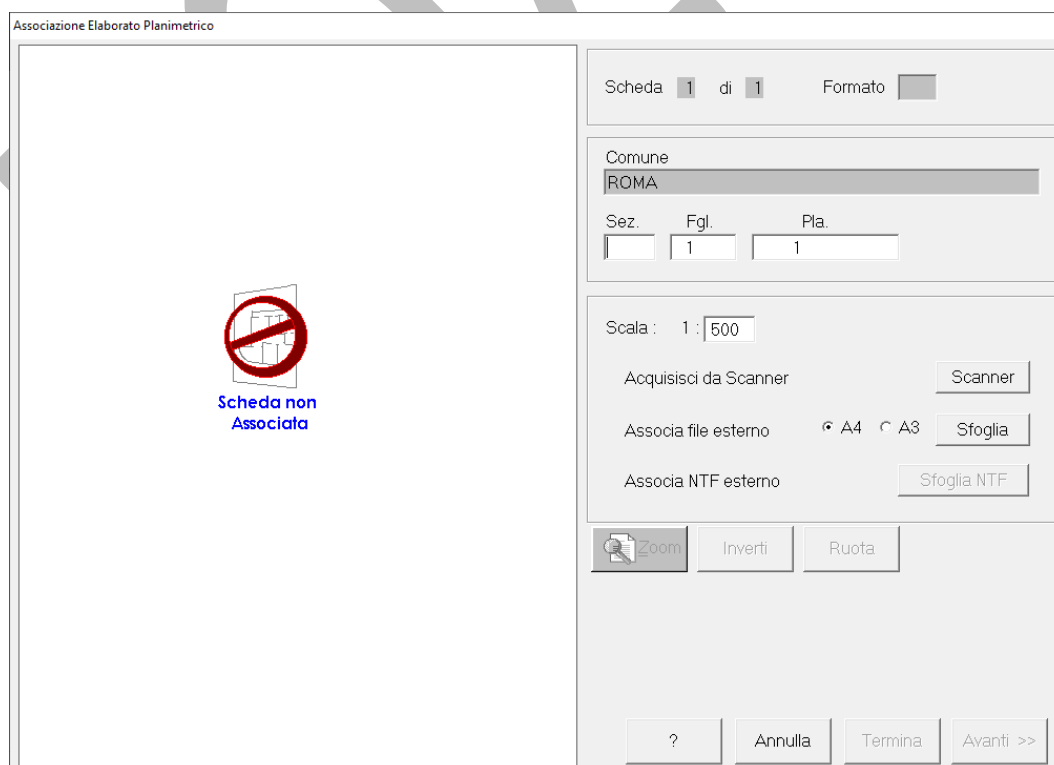 Associazione Elaborato Planimetrico
Scheda 1 di 1 Formato
Comune
ROMA
Sez. Fgl. Pla.
1 1
Scala : 1 : 500
Acquisisci da Scanner Scanner
Associa file esterno A4 A3 Sfoglia
Associa NTF esterno Sfoglia NTF
Scheda non
Associata
Zoom Inverti Ruota
? Annulla Termina Avanti >>